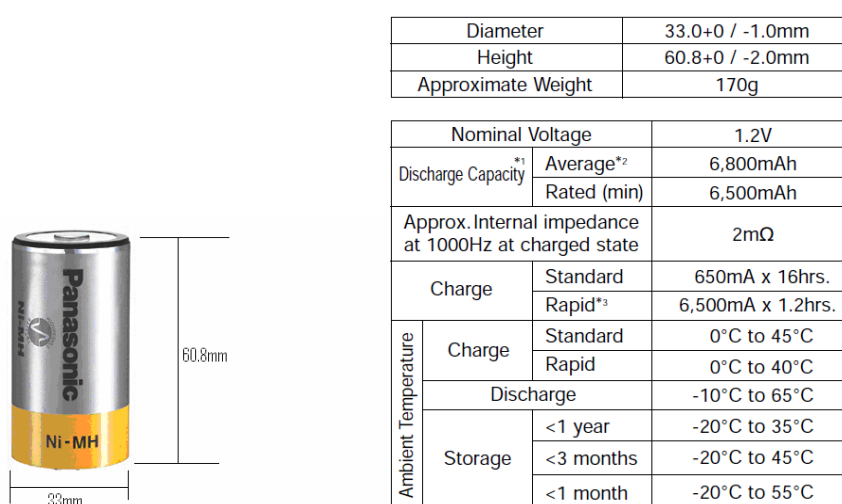 Diameter 33.0+0 / -1.0mm
Height 60.8+0 / -2.0mm
Approximate Weight 170g
Nominal Voltage 1.2V
Discharge Capacity*1 Average*2 6,800mAh
Rated (min) 6,500mAh
Approx. Internal impedance
at 1000Hz at charged state 2mΩ
Charge Standard 650mA x 16hrs.
Rapid*3 6,500mA x 1.2hrs.
Ambient Temperature
Charge Standard 0°C to 45°C
Rapid 0°C to 40°C
Discharge -10°C to 65°C
Storage <1 year -20°C to 35°C
<3 months -20°C to 45°C
<1 month -20°C to 55°C
Panasonic
NI-MH
Ni-MH
60.8mm
33mm